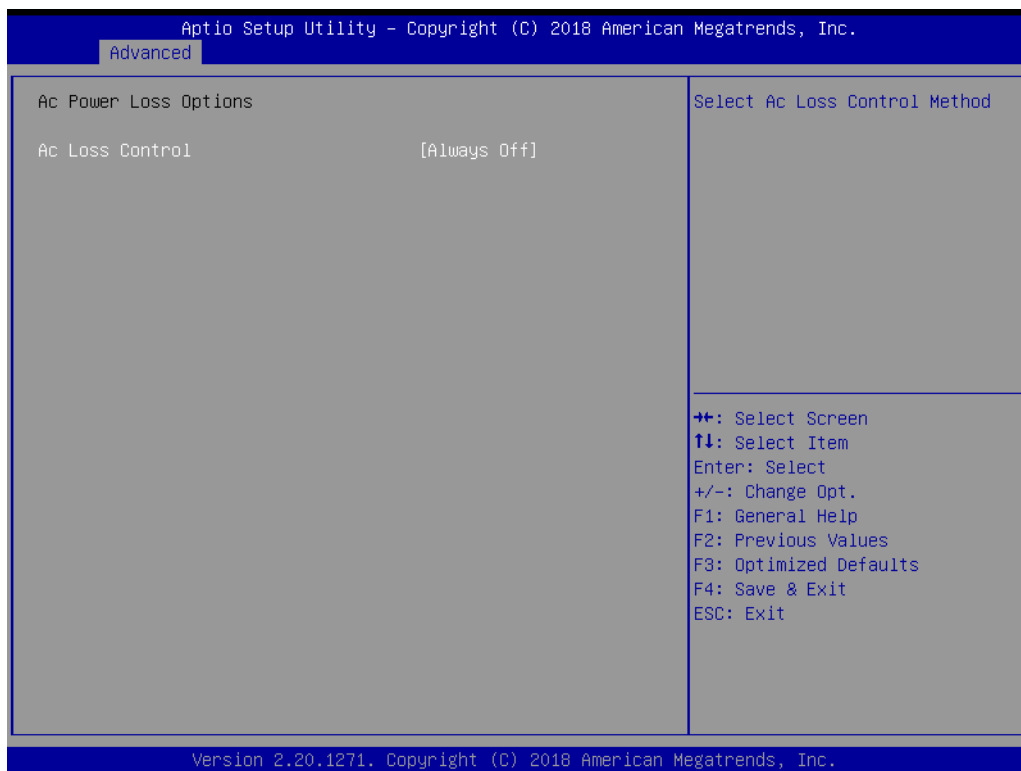 Aptio Setup Utility – Copyright (C) 2018 American Megatrends, Inc.
Advanced
Ac Power Loss Options
Ac Loss Control [Always Off]
Select Ac Loss Control Method
→←: Select Screen
↑↓: Select Item
Enter: Select
+/-: Change Opt.
F1: General Help
F2: Previous Values
F3: Optimized Defaults
F4: Save & Exit
ESC: Exit
Version 2.20.1271. Copyright (C) 2018 American Megatrends, Inc.